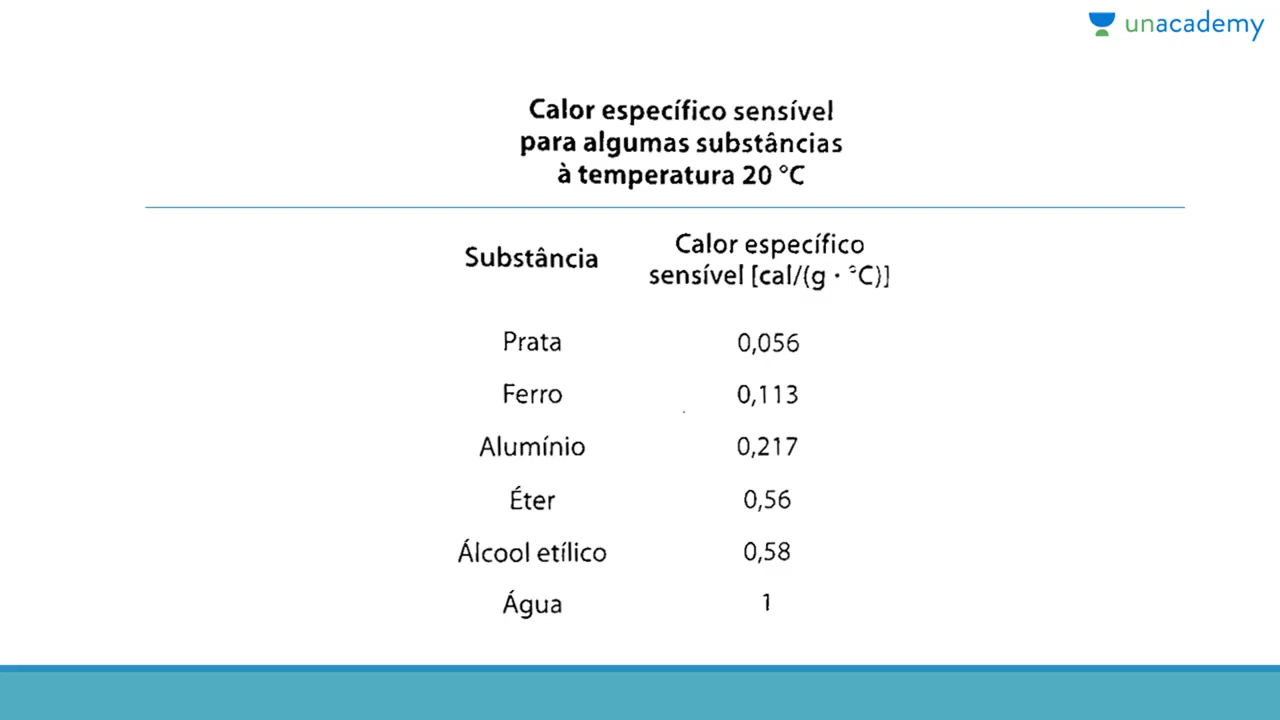 unacademy
Calor específico sensível
para algumas substâncias
à temperatura 20 °C
Substância
Calor específico
sensível [cal/(g · °C)]
Prata 0,056
Ferro 0,113
Alumínio 0,217
Éter 0,56
Álcool etílico 0,58
Água 1